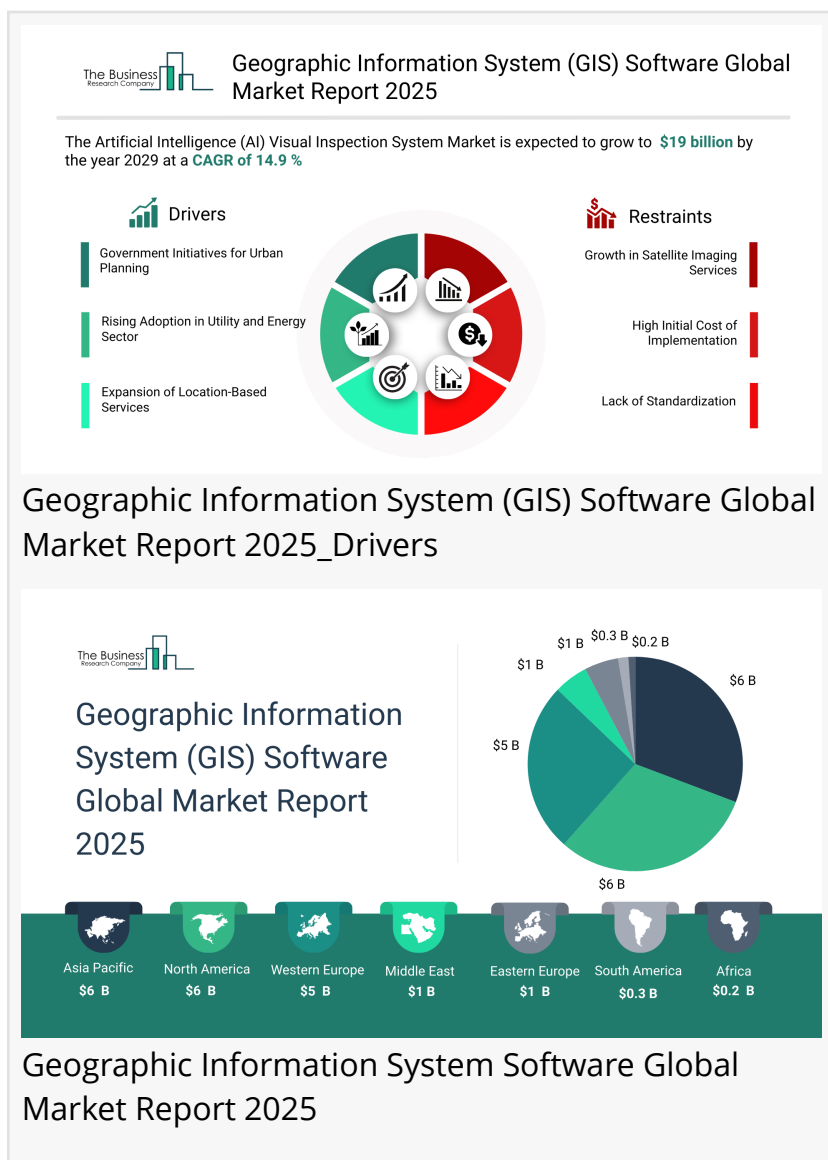 The Business
Research Company
Geographic Information System (GIS) Software Global
Market Report 2025
The Artificial Intelligence (AI) Visual Inspection System Market is expected to grow to $19 billion by
the year 2029 at a CAGR of 14.9 %
Drivers
Government Initiatives for Urban
Planning
Rising Adoption in Utility and Energy
Sector
Expansion of Location-Based
Services
Restraints
Growth in Satellite Imaging
Services
High Initial Cost of
Implementation
Lack of Standardization
Geographic Information System (GIS) Software Global
Market Report 2025_Drivers
The Business
Research Company
Geographic Information
System (GIS) Software
Global Market Report
2025
$1 B
$1 B
$0.3 B
$0.2 B
$6 B
$5 B
$6 B
Asia Pacific
$6 B
North America
$6 B
Western Europe
$5 B
Middle East
$1 B
Eastern Europe
$1 B
South America
$0.3 B
Africa
$0.2 B
Geographic Information System Software Global
Market Report 2025